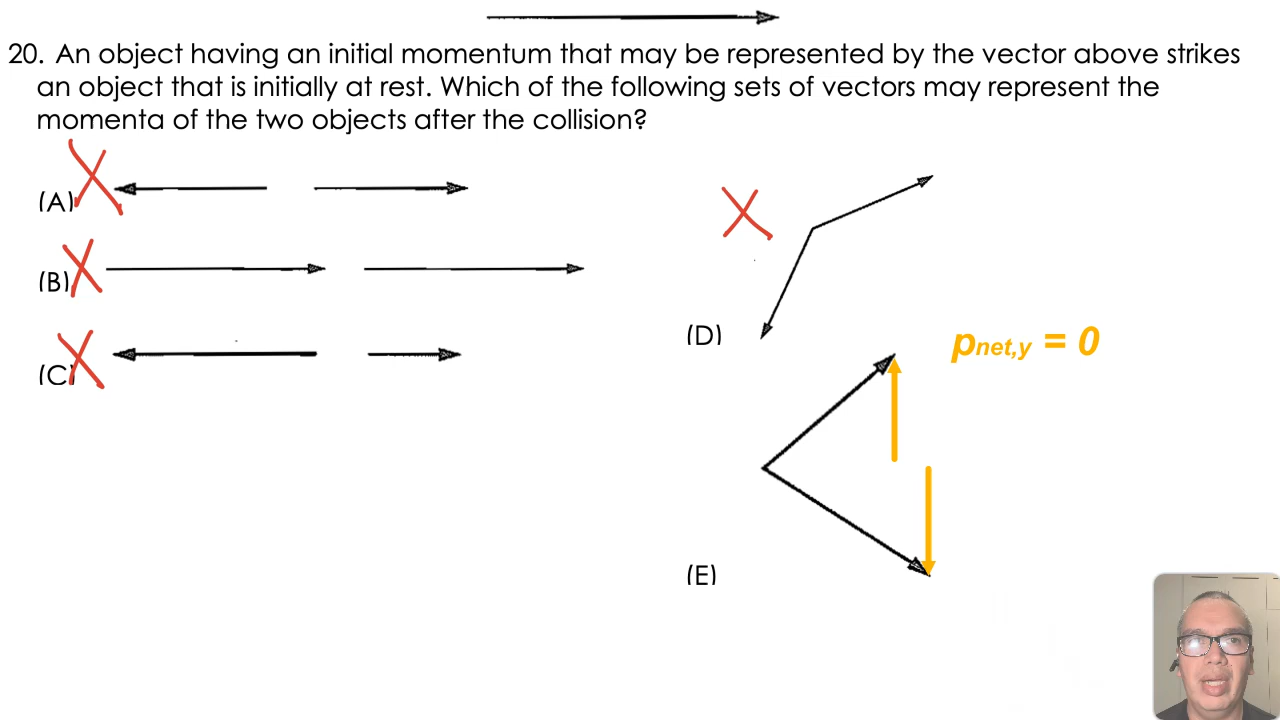 20. An object having an initial momentum that may be represented by the vector above strikes
an object that is initially at rest. Which of the following sets of vectors may represent the
momenta of the two objects after the collision?
(A)
(B)
(C)
(D)
pnet,y = 0
(E)